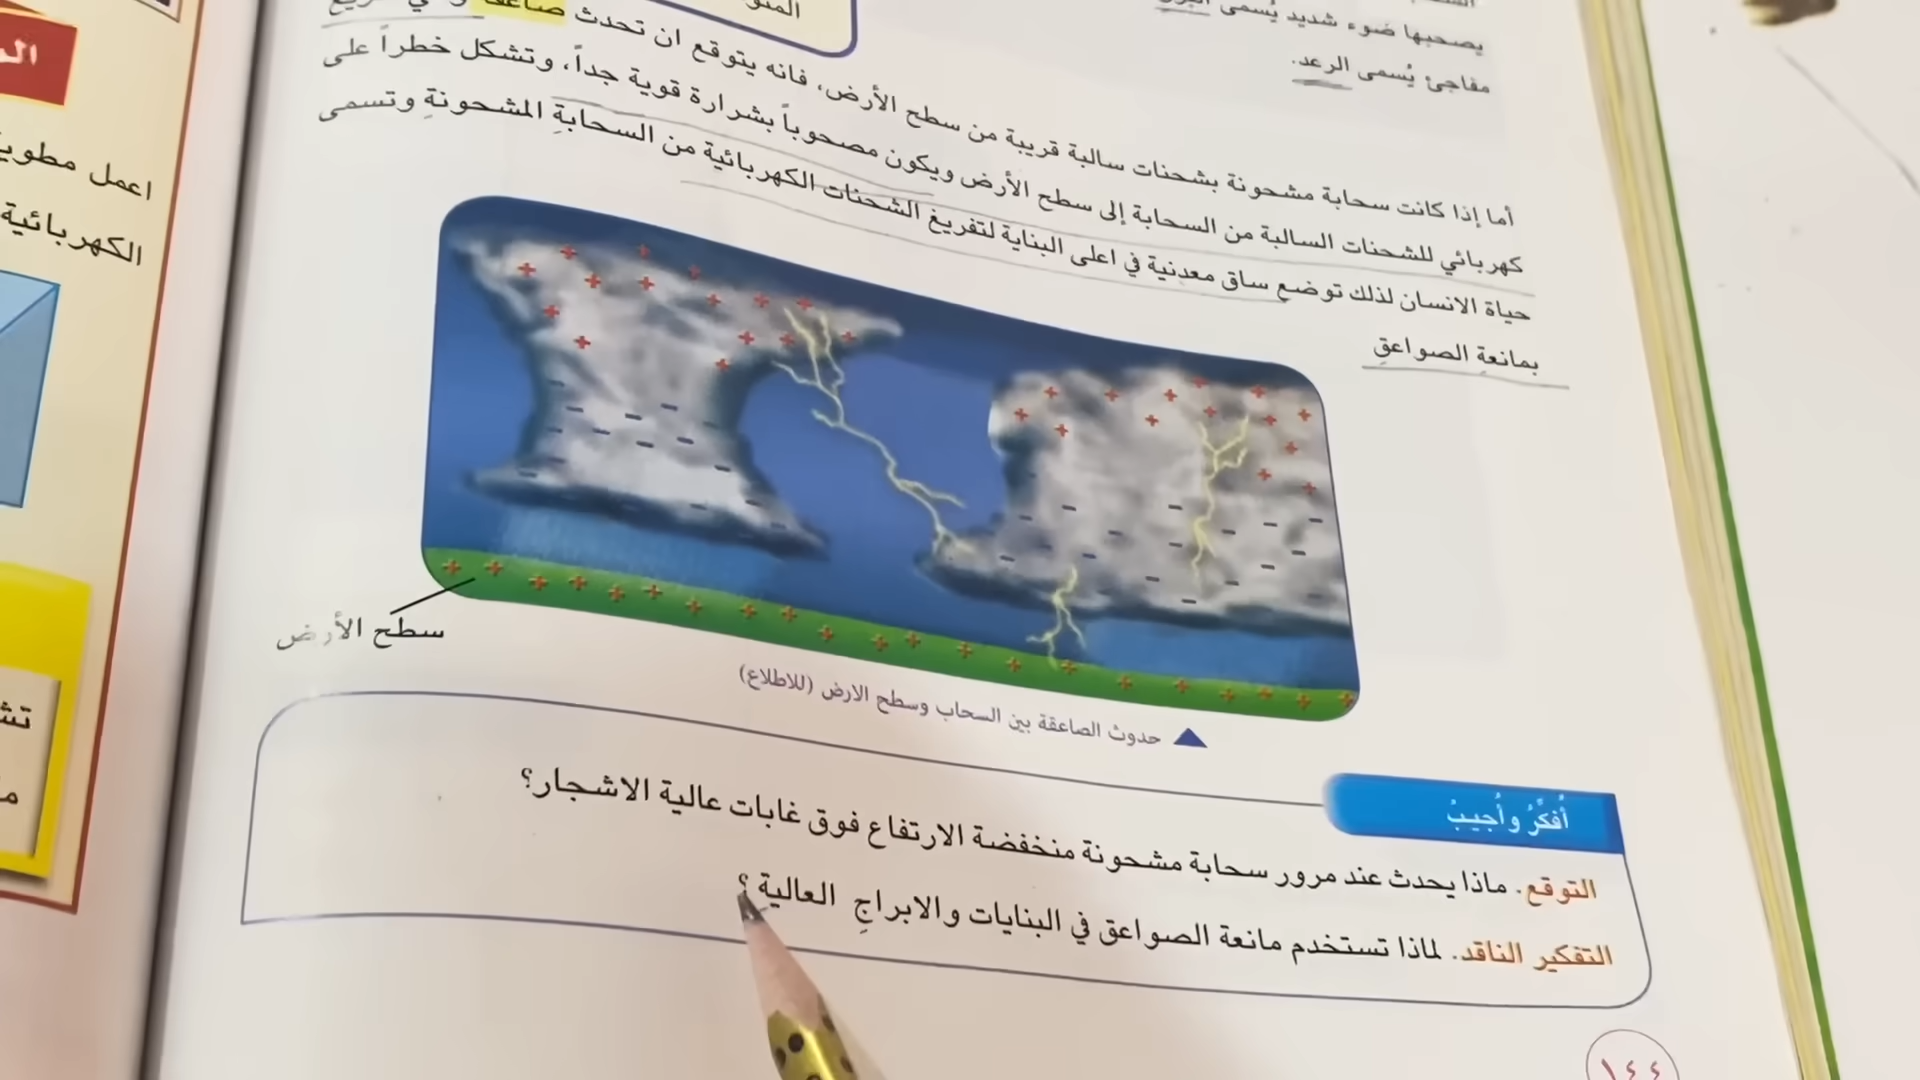 المنو
يصحبها ضوء شديد يُسمى البرق
مفاجئ يُسمى الرعد.
أما إذا كانت سحابة مشحونة بشحنات سالبة قريبة من سطح الأرض، فانه يتوقع ان تحدث صاعقة
كهربائي للشحنات السالبة من السحابة إلى سطح الأرض ويكون مصحوباً بشرارة قوية جداً، وتشكل خطراً على
حياة الانسان لذلك توضع ساق معدنية في اعلى البناية لتفريغ الشحنات الكهربائية من السحابةِ المشحونةِ وتسمى
بمانعةِ الصواعقِ
سطح الأرض
حدوث الصاعقة بين السحاب وسطح الارض (للاطلاع)
أُفكِّرُ وأُجيبُ
التوقع. ماذا يحدث عند مرور سحابة مشحونة منخفضة الارتفاع فوق غابات عالية الاشجار؟
التفكير الناقد. لماذا تستخدم مانعة الصواعق في البنايات والابراجِ العالية؟
١٤٤
اعمل مطوية
الكهربائية